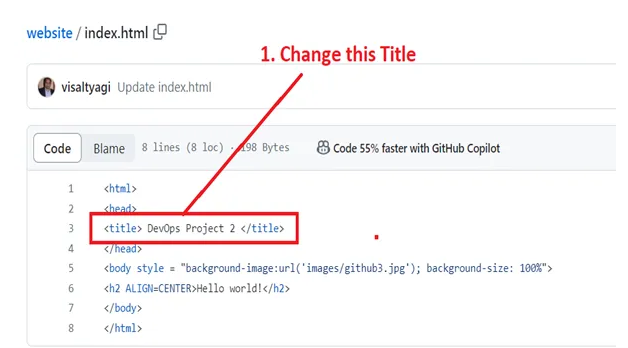 website / index.html
1. Change this Title
visaltyagi Update index.html
Code Blame 8 lines (8 loc) · 198 Bytes Code 55% faster with GitHub Copilot
1 <html>
2 <head>
3 <title> DevOps Project 2 </title>
4 </head>
5 <body style = "background-image:url('images/github3.jpg'); background-size: 100%">
6 <h2 ALIGN=CENTER>Hello world!</h2>
7 </body>
8 </html>